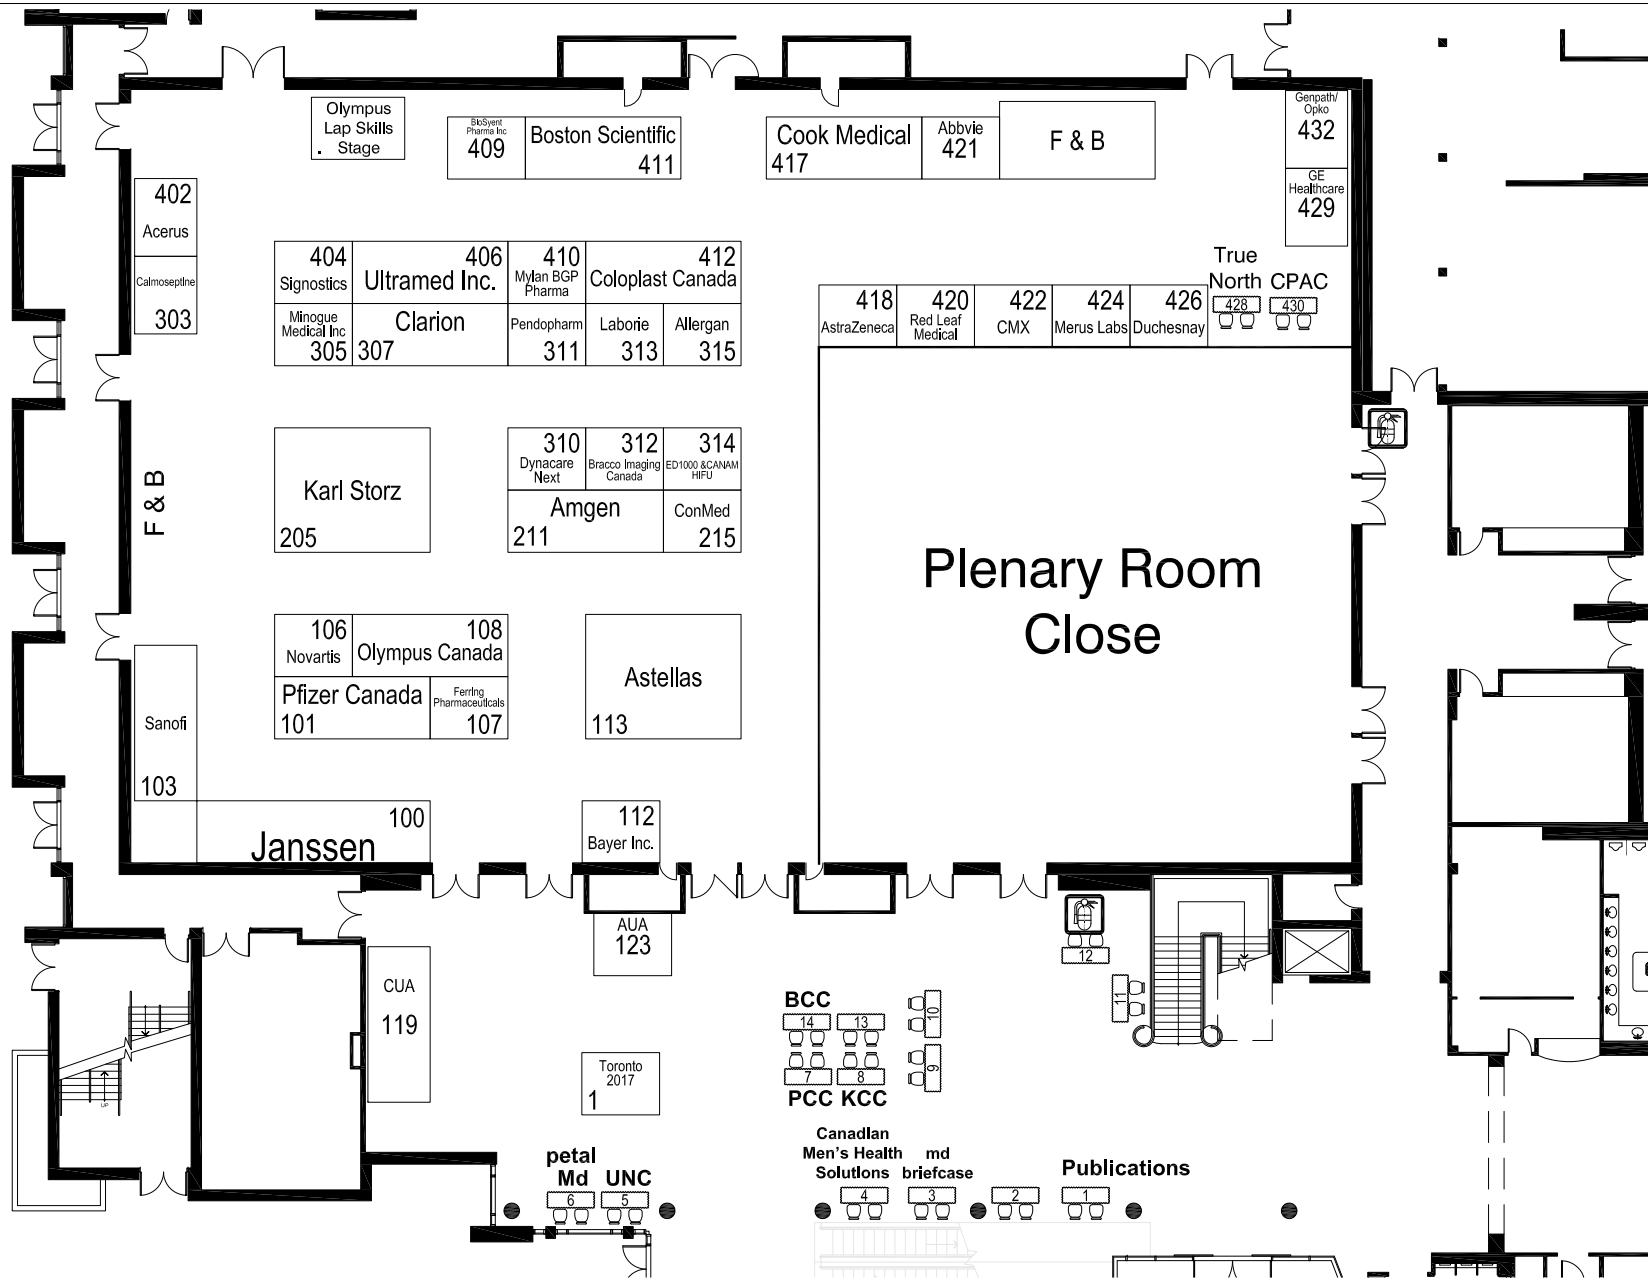 Olympus
Lap Skills
. Stage
BioSyent
Pharma Inc
409
Boston Scientific
411
Cook Medical
417
Abbvie
421
F & B
Genpath/
Opko
432
GE
Healthcare
429
402
Acerus
Calmoseptine
303
404
Signostics
406
Ultramed Inc.
410
Mylan BGP
Pharma
412
Coloplast Canada
Minogue
Medical Inc
305
Clarion
307
Pendopharm
311
Laborie
313
Allergan
315
418
AstraZeneca
420
Red Leaf
Medical
422
CMX
424
Merus Labs
426
Duchesnay
True
North
428
CPAC
430
F & B
Karl Storz
205
310
Dynacare
Next
312
Bracco Imaging
Canada
314
ED1000 &CANAM
HIFU
Amgen
211
ConMed
215
Plenary Room
Close
106
Novartis
108
Olympus Canada
Pfizer Canada
101
Ferring
Pharmaceuticals
107
Astellas
113
Sanofi
103
100
Janssen
112
Bayer Inc.
AUA
123
12
CUA
119
11
BCC
14
13
10
7
8
9
PCC
KCC
Toronto
2017
1
UP
petal
Md
6
UNC
5
Canadian
Men's Health
Solutions
4
md
briefcase
3
2
Publications
1